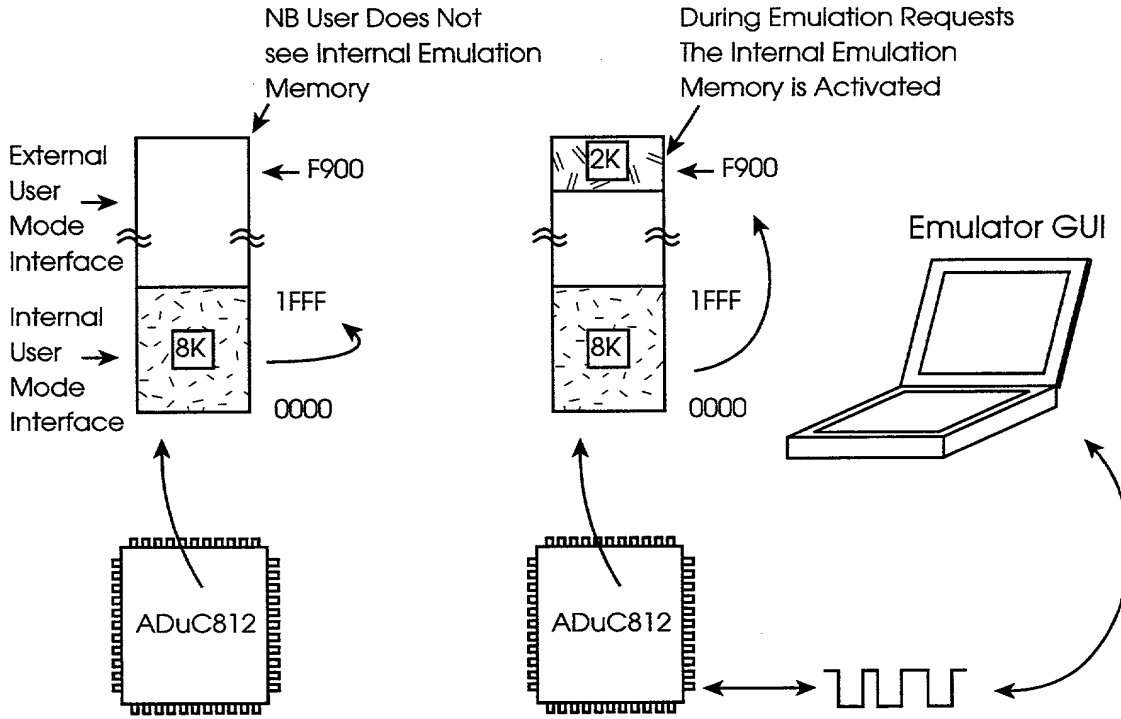 NB User Does Not
see Internal Emulation
Memory
During Emulation Requests
The Internal Emulation
Memory is Activated
External
User
Mode
Interface
F900
2K
F900
Emulator GUI
Internal
User
Mode
Interface
1FFF
8K
0000
1FFF
8K
0000
ADuC812
ADuC812